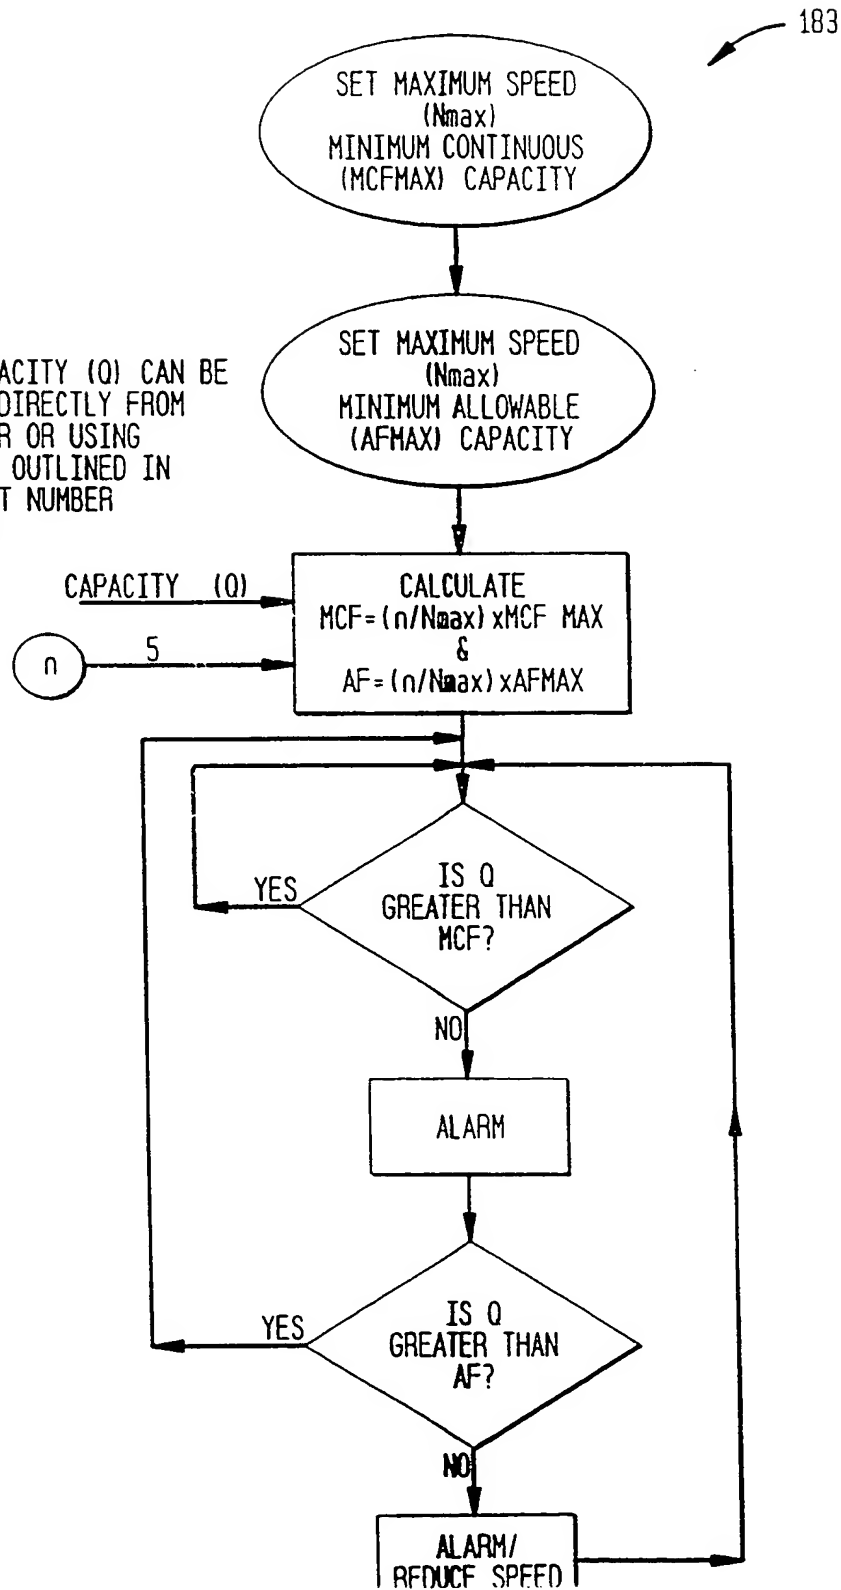 183
SET MAXIMUM SPEED
(Nmax)
MINIMUM CONTINUOUS
(MCFMAX) CAPACITY
SET MAXIMUM SPEED
(Nmax)
MINIMUM ALLOWABLE
(AFMAX) CAPACITY
ACITY (Q) CAN BE
DIRECTLY FROM
R OR USING
OUTLINED IN
T NUMBER
CAPACITY (Q)
n
5
CALCULATE
MCF=(n/Nmax)xMCF MAX
&
AF=(n/Nmax)xAFMAX
IS Q
GREATER THAN
MCF?
YES
NO
ALARM
IS Q
GREATER THAN
AF?
YES
NO
ALARM/
REDUCE SPEED